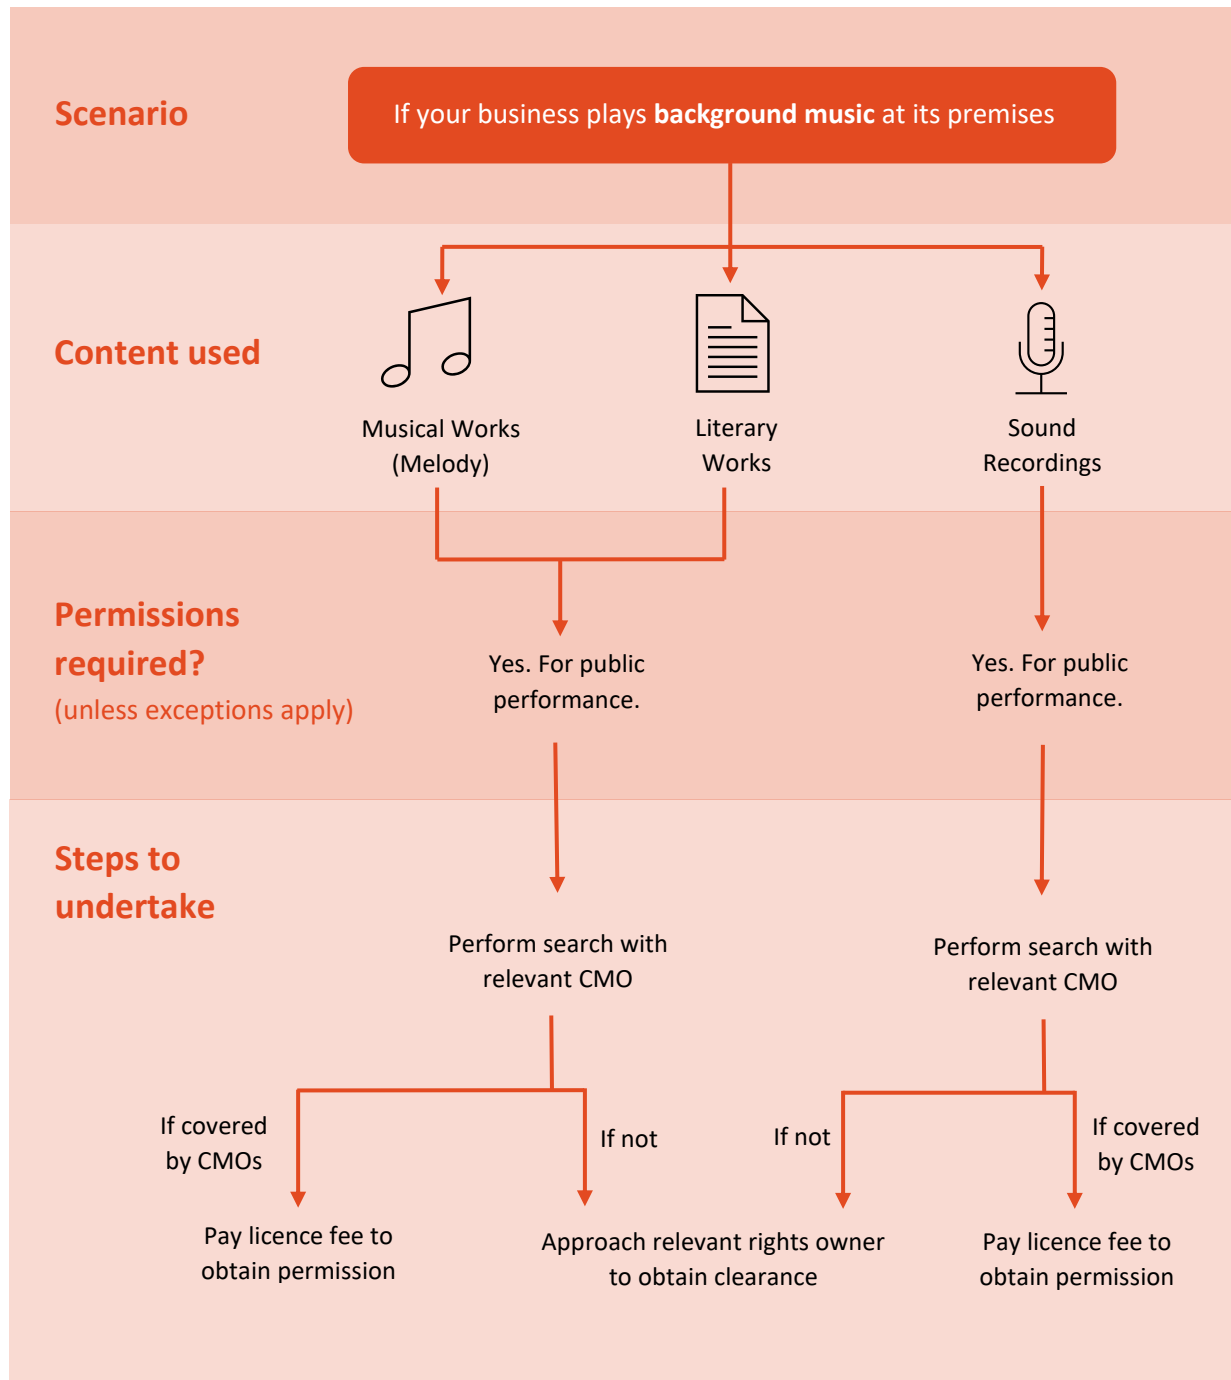 Scenario
If your business plays background music at its premises
Content used
Musical Works
(Melody)
Literary
Works
Sound
Recordings
Permissions
required?
(unless exceptions apply)
Yes. For public
performance.
Yes. For public
performance.
Steps to
undertake
Perform search with
relevant CMO
Perform search with
relevant CMO
If covered
by CMOs
If not
If not
If covered
by CMOs
Pay licence fee to
obtain permission
Approach relevant rights owner
to obtain clearance
Pay licence fee to
obtain permission